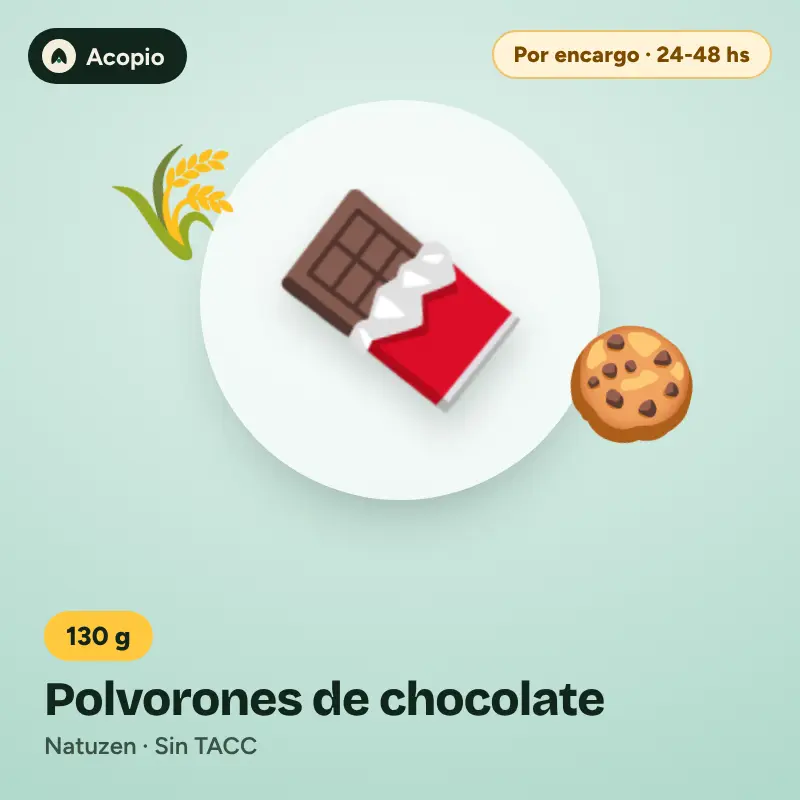 Acopio
Por encargo · 24-48 hs
130 g
Polvorones de chocolate
Natuzen · Sin TACC